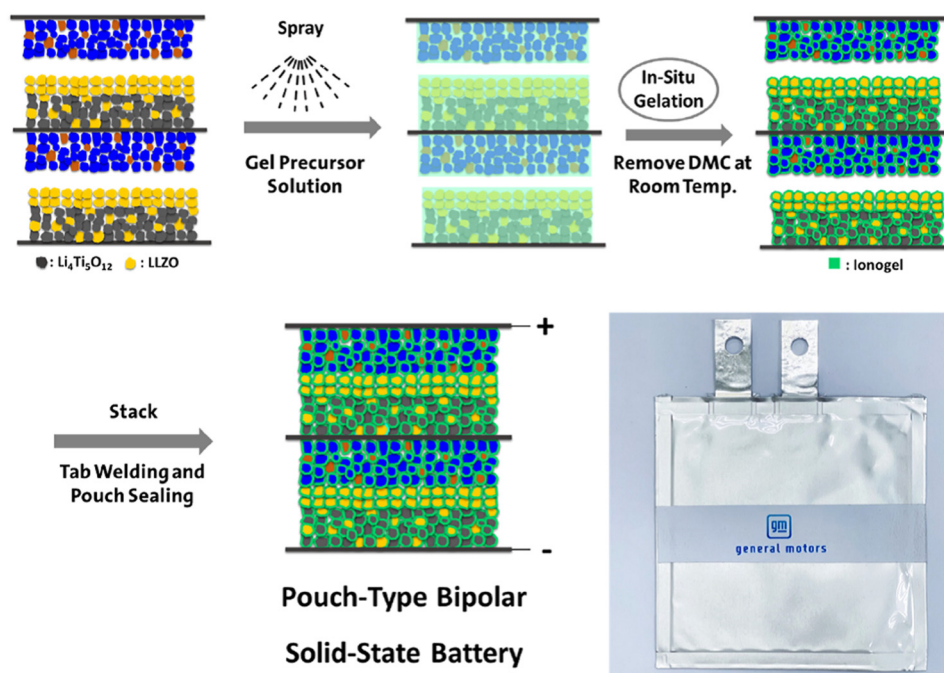 Spray
Gel Precursor
Solution
In-Situ
Gelation
Remove DMC at
Room Temp.
: Li₄Ti₅O₁₂ : LLZO
: Ionogel
Stack
Tab Welding and
Pouch Sealing
+
-
Pouch-Type Bipolar
Solid-State Battery
gm
general motors